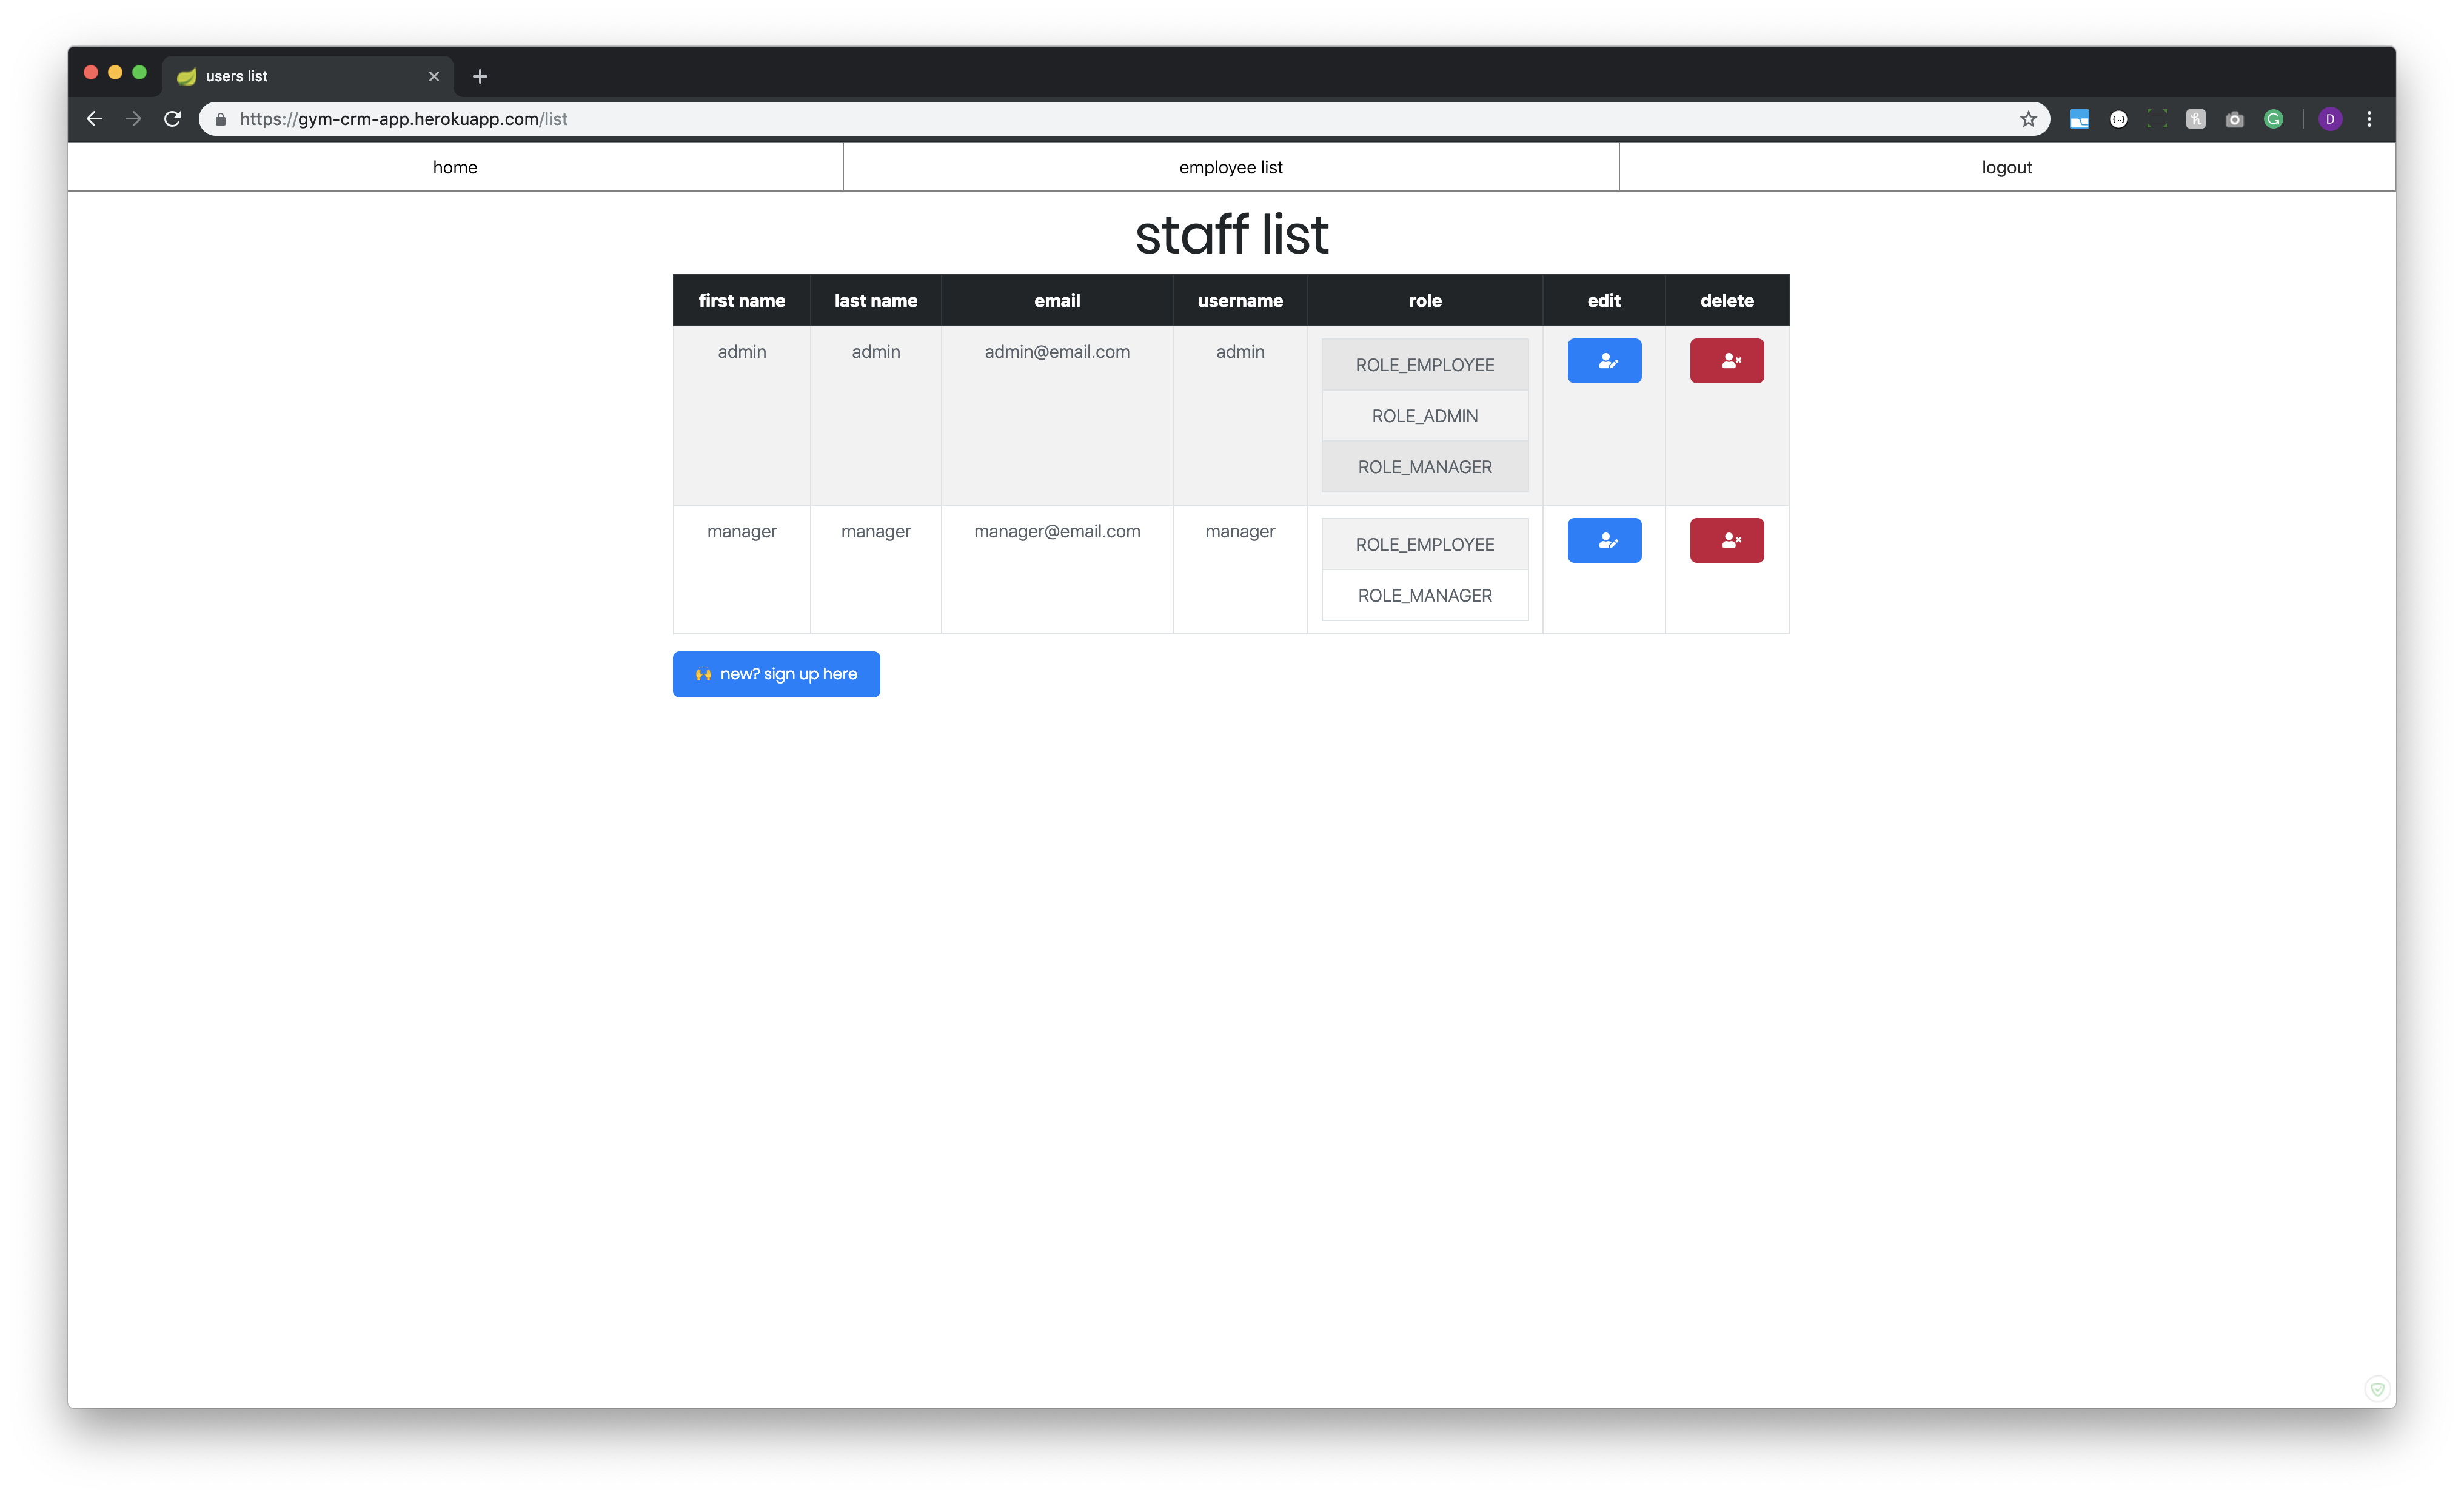 users list
https://gym-crm-app.herokuapp.com/list
D
home employee list logout
staff list
first name last name email username role edit delete
admin admin admin@email.com admin ROLE_EMPLOYEE
ROLE_ADMIN
ROLE_MANAGER
manager manager manager@email.com manager ROLE_EMPLOYEE
ROLE_MANAGER
🙌 new? sign up here